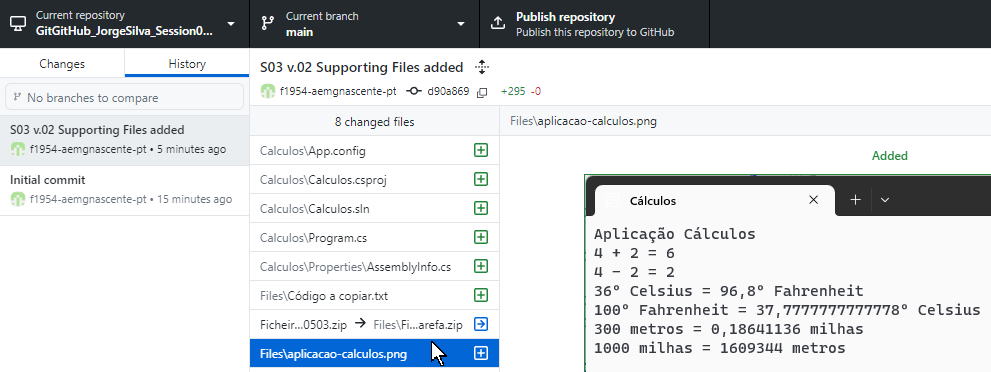 Current repository
GitGitHub_JorgeSilva_Session0...
Current branch
main
Publish repository
Publish this repository to GitHub
Changes
History
No branches to compare
S03 v.02 Supporting Files added
f1954-aemgnascente-pt • 5 minutes ago
Initial commit
f1954-aemgnascente-pt • 15 minutes ago
S03 v.02 Supporting Files added
f1954-aemgnascente-pt d90a869 +295 -0
8 changed files
Calculos\App.config
Calculos\Calculos.csproj
Calculos\Calculos.sln
Calculos\Program.cs
Calculos\Properties\AssemblyInfo.cs
Files\Código a copiar.txt
Ficheir...0503.zip → Files\Fi...arefa.zip
Files\aplicacao-calculos.png
Files\aplicacao-calculos.png
Added
Cálculos
Aplicação Cálculos
4 + 2 = 6
4 - 2 = 2
36º Celsius = 96,8º Fahrenheit
100º Fahrenheit = 37,7777777777778º Celsius
300 metros = 0,18641136 milhas
1000 milhas = 1609344 metros